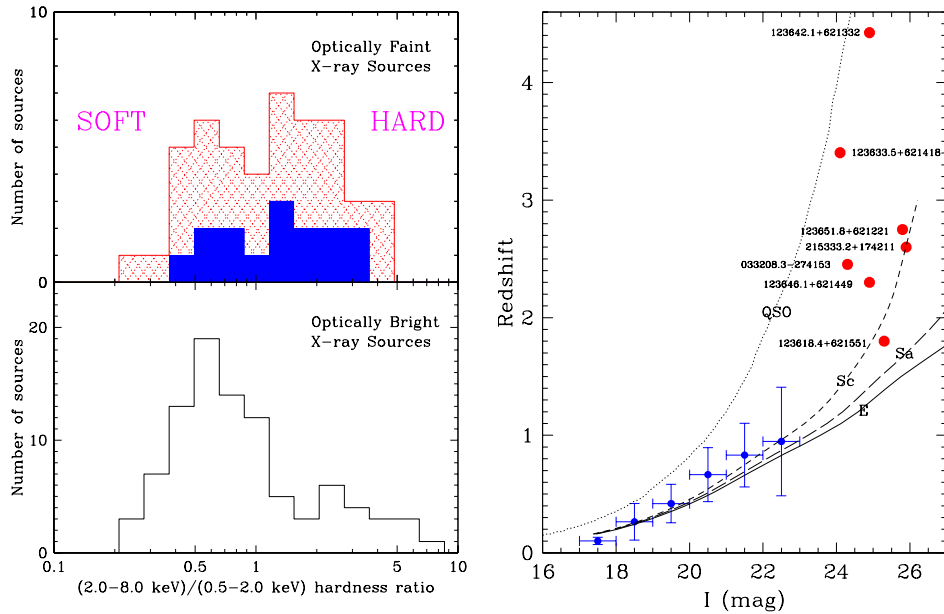 10
5
0
Number of sources
Optically Faint
X-ray Sources
SOFT
HARD
20
10
0
Number of sources
Optically Bright
X-ray Sources
0.1
0.2
0.5
1
2
5
10
(2.0-8.0 keV)/(0.5-2.0 keV) hardness ratio
4
3
2
1
0
Redshift
123642.1+621332
123633.5+621418
123651.8+621221
215333.2+174211
033208.3-274153
123646.1+621449
QSO
123618.4+621551
Sa
Sc
E
16
18
20
22
24
26
I (mag)